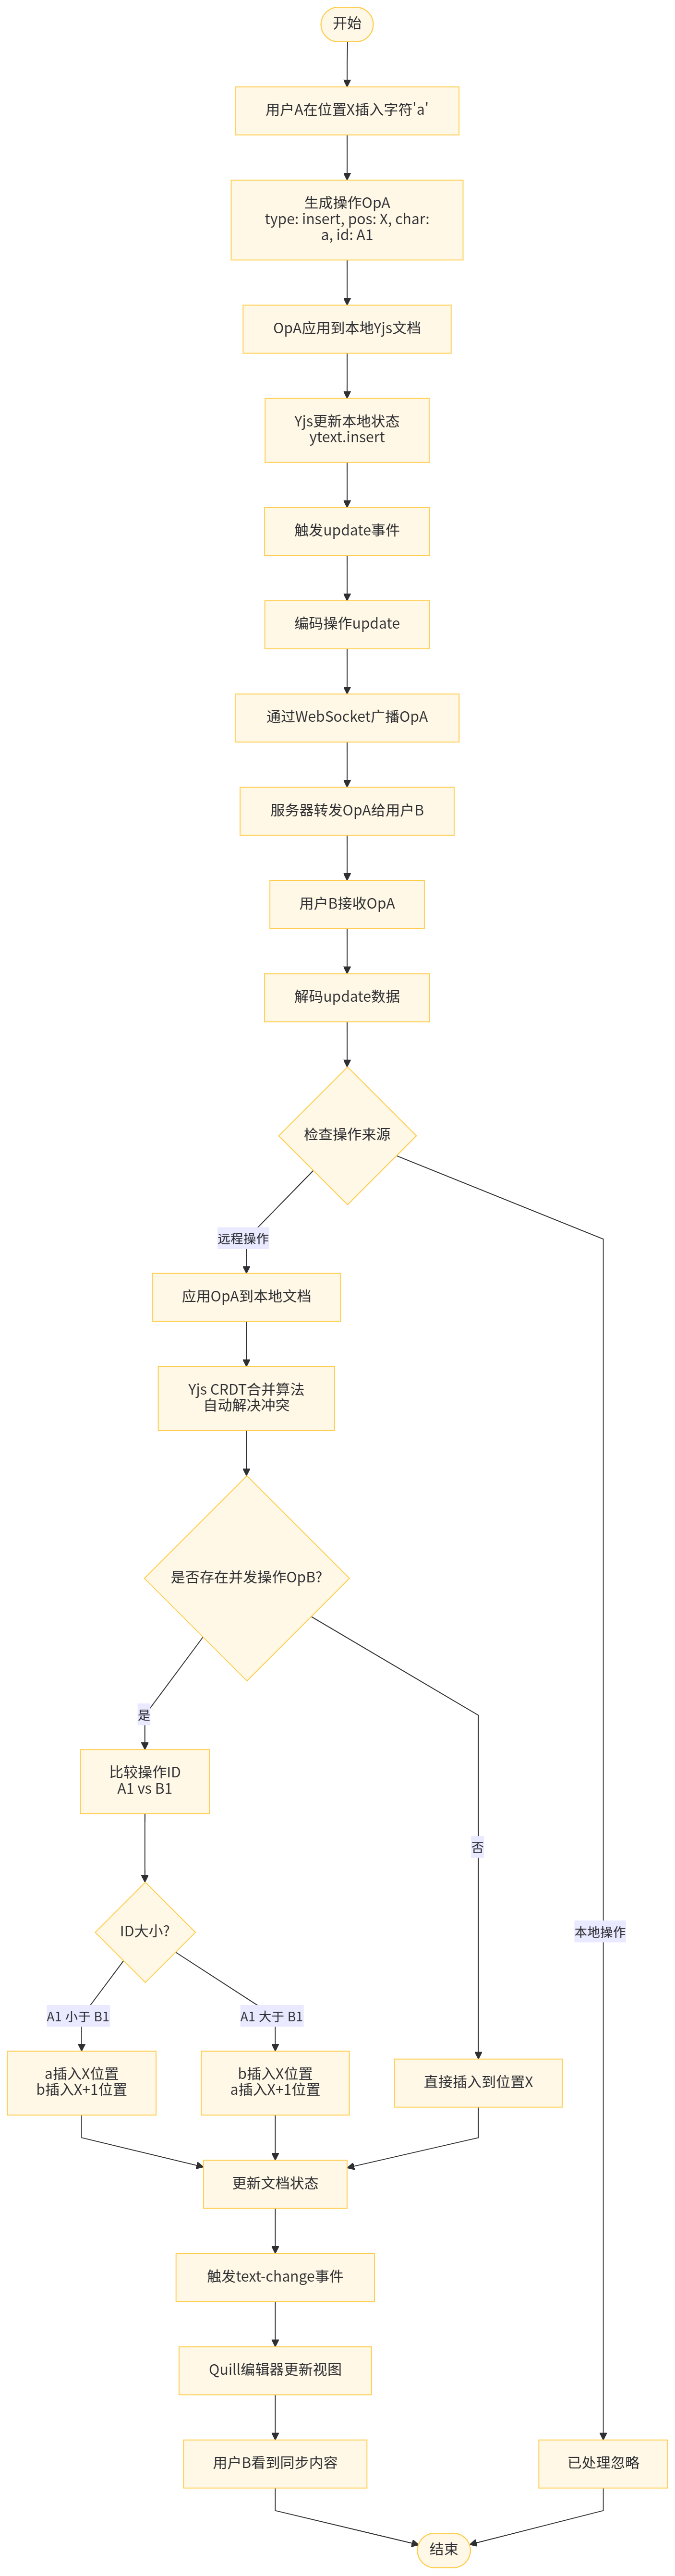 开始
用户A在位置X插入字符'a'
生成操作OpA
type: insert, pos: X, char:
a, id: A1
OpA应用到本地Yjs文档
Yjs更新本地状态
ytext.insert
触发update事件
编码操作update
通过WebSocket广播OpA
服务器转发OpA给用户B
用户B接收OpA
解码update数据
检查操作来源
远程操作
应用OpA到本地文档
Yjs CRDT合并算法
自动解决冲突
是否存在并发操作OpB?
是
比较操作ID
A1 vs B1
否
ID大小?
本地操作
A1 小于 B1
A1 大于 B1
a插入X位置
b插入X+1位置
b插入X位置
a插入X+1位置
直接插入到位置X
更新文档状态
触发text-change事件
Quill编辑器更新视图
用户B看到同步内容
已处理忽略
结束